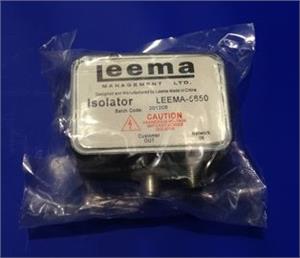 Leema
MANAGEMENT LTD.
Designed and Manufactured by Leema Made in China
Isolator LEEMA-6650
Batch Code:
CAUTION
Customer Network
OUT IN